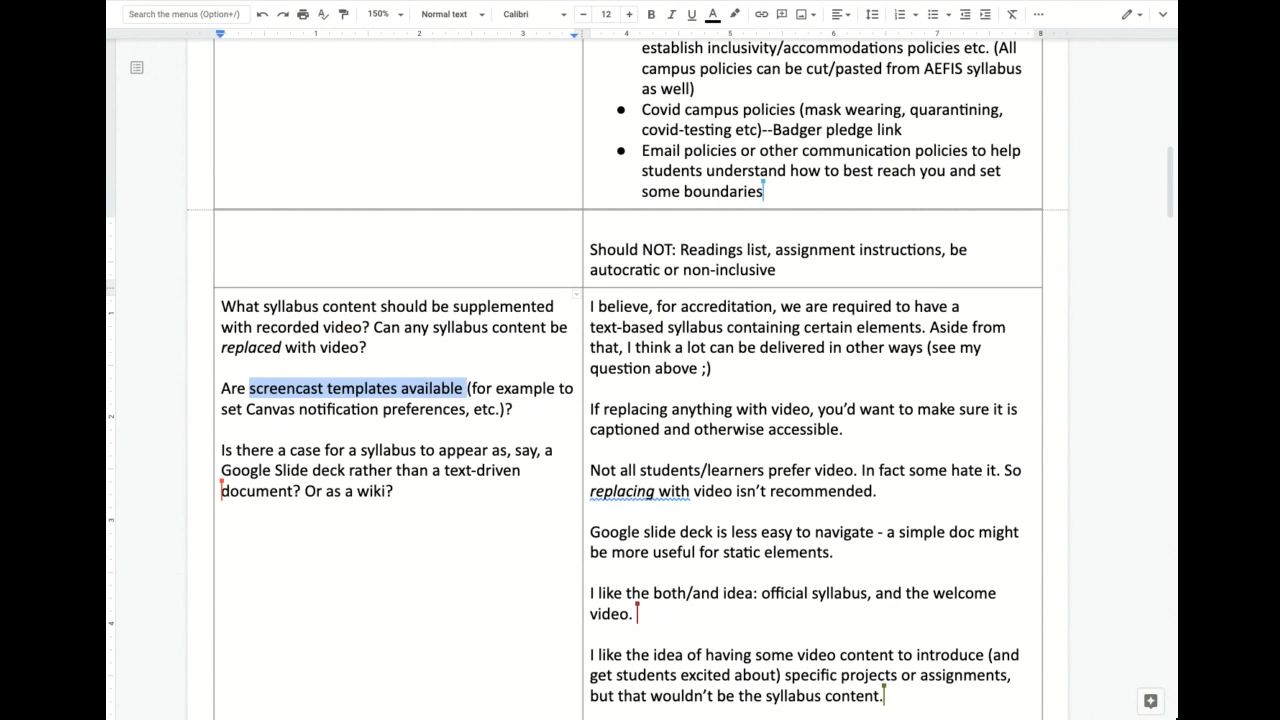 Search the menus (Option+/)
150%
Normal text
Calibri
12
B I U A
1 2 3 4 5 6 7 8
establish inclusivity/accommodations policies etc. (All
campus policies can be cut/pasted from AEFIS syllabus
as well)
● Covid campus policies (mask wearing, quarantining,
covid-testing etc)--Badger pledge link
● Email policies or other communication policies to help
students understand how to best reach you and set
some boundaries
Should NOT: Readings list, assignment instructions, be
autocratic or non-inclusive
What syllabus content should be supplemented
with recorded video? Can any syllabus content be
replaced with video?
Are screencast templates available (for example to
set Canvas notification preferences, etc.)?
Is there a case for a syllabus to appear as, say, a
Google Slide deck rather than a text-driven
document? Or as a wiki?
I believe, for accreditation, we are required to have a
text-based syllabus containing certain elements. Aside from
that, I think a lot can be delivered in other ways (see my
question above ;)
If replacing anything with video, you’d want to make sure it is
captioned and otherwise accessible.
Not all students/learners prefer video. In fact some hate it. So
replacing with video isn’t recommended.
Google slide deck is less easy to navigate - a simple doc might
be more useful for static elements.
I like the both/and idea: official syllabus, and the welcome
video.
I like the idea of having some video content to introduce (and
get students excited about) specific projects or assignments,
but that wouldn’t be the syllabus content.
1
2
3
4